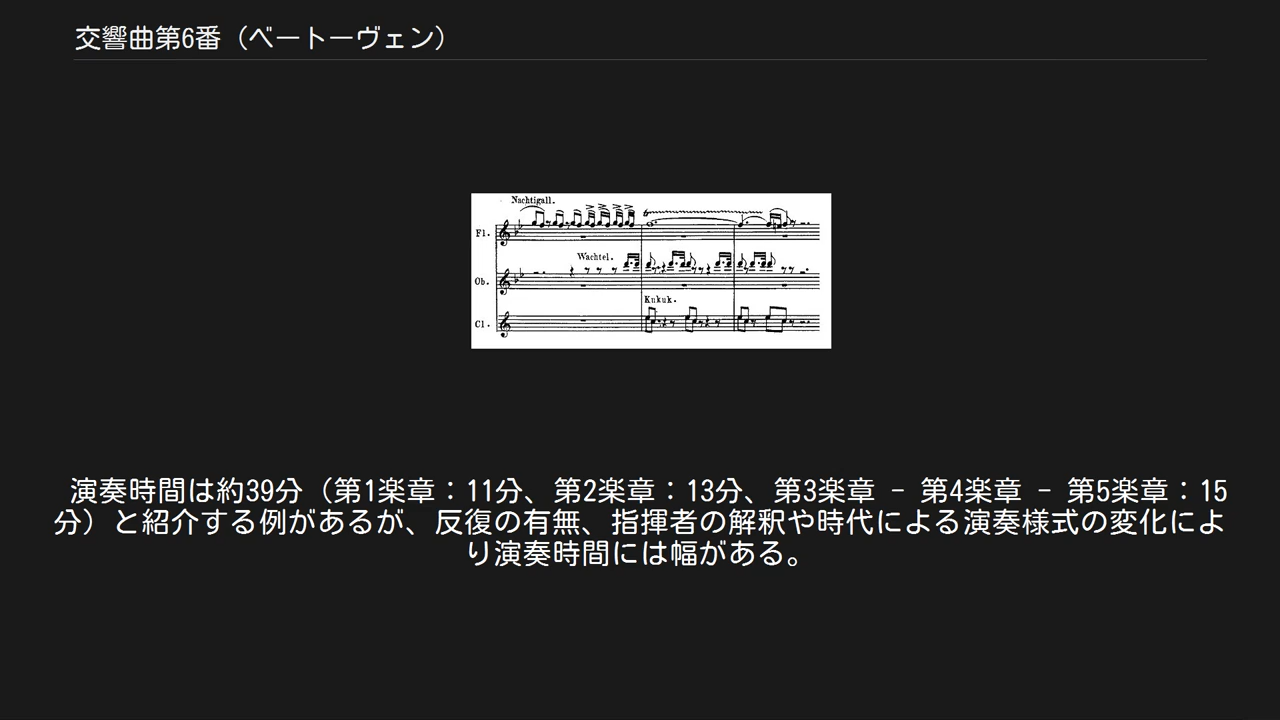 交響曲第6番（ベートーヴェン）
Nachtigall.
Fl.
Wachtel.
Ob.
Kukuk.
Cl.
演奏時間は約39分（第1楽章：11分、第2楽章：13分、第3楽章 - 第4楽章 - 第5楽章：15
分）と紹介する例があるが、反復の有無、指揮者の解釈や時代による演奏様式の変化によ
り演奏時間には幅がある。